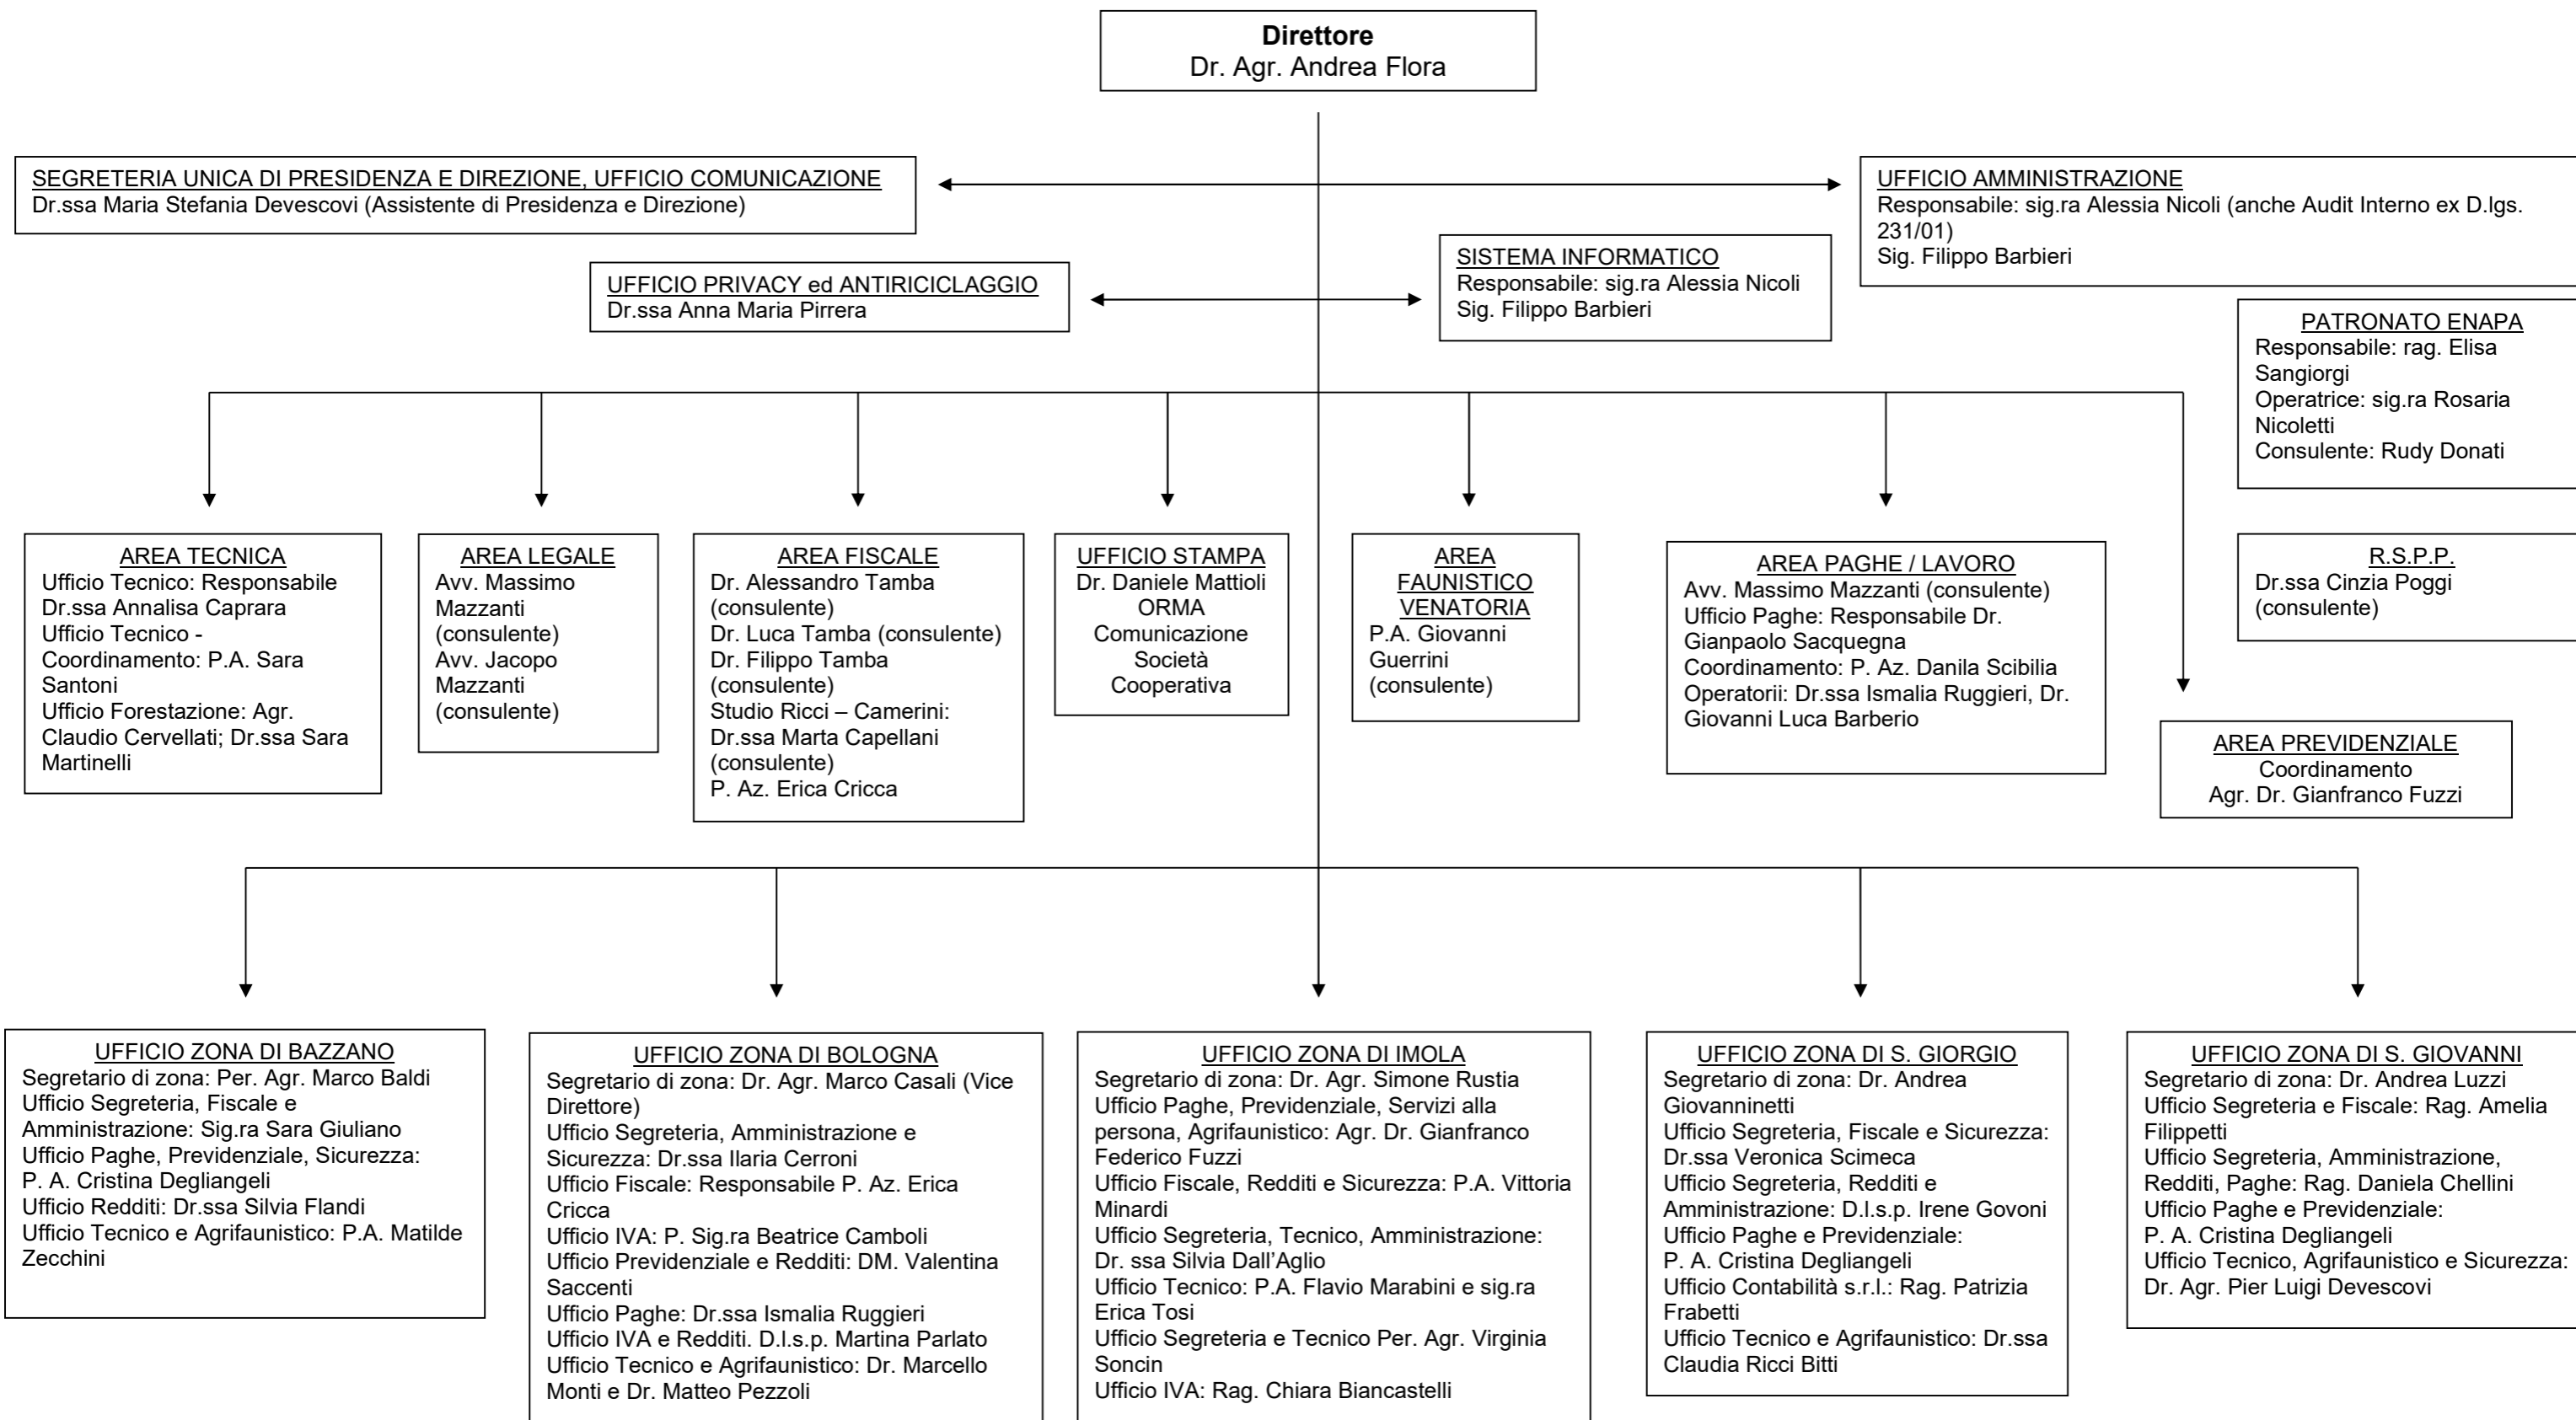 Direttore
Dr. Agr. Andrea Flora
SEGRETERIA UNICA DI PRESIDENZA E DIREZIONE, UFFICIO COMUNICAZIONE
Dr.ssa Maria Stefania Devescovi (Assistente di Presidenza e Direzione)
UFFICIO AMMINISTRAZIONE
Responsabile: sig.ra Alessia Nicoli (anche Audit Interno ex D.lgs.
231/01)
Sig. Filippo Barbieri
UFFICIO PRIVACY ed ANTIRICICLAGGIO
Dr.ssa Anna Maria Pirrera
SISTEMA INFORMATICO
Responsabile: sig.ra Alessia Nicoli
Sig. Filippo Barbieri
PATRONATO ENAPA
Responsabile: rag. Elisa
Sangiorgi
Operatrice: sig.ra Rosaria
Nicoletti
Consulente: Rudy Donati
AREA TECNICA
Ufficio Tecnico: Responsabile
Dr.ssa Annalisa Caprara
Ufficio Tecnico -
Coordinamento: P.A. Sara
Santoni
Ufficio Forestazione: Agr.
Claudio Cervellati; Dr.ssa Sara
Martinelli
AREA LEGALE
Avv. Massimo
Mazzanti
(consulente)
Avv. Jacopo
Mazzanti
(consulente)
AREA FISCALE
Dr. Alessandro Tamba
(consulente)
Dr. Luca Tamba (consulente)
Dr. Filippo Tamba
(consulente)
Studio Ricci – Camerini:
Dr.ssa Marta Capellani
(consulente)
P. Az. Erica Cricca
UFFICIO STAMPA
Dr. Daniele Mattioli
ORMA
Comunicazione
Società
Cooperativa
AREA
FAUNISTICO
VENATORIA
P.A. Giovanni
Guerrini
(consulente)
AREA PAGHE / LAVORO
Avv. Massimo Mazzanti (consulente)
Ufficio Paghe: Responsabile Dr.
Gianpaolo Sacquegna
Coordinamento: P. Az. Danila Scibilia
Operatorii: Dr.ssa Ismalia Ruggieri, Dr.
Giovanni Luca Barberio
R.S.P.P.
Dr.ssa Cinzia Poggi
(consulente)
AREA PREVIDENZIALE
Coordinamento
Agr. Dr. Gianfranco Fuzzi
UFFICIO ZONA DI BAZZANO
Segretario di zona: Per. Agr. Marco Baldi
Ufficio Segreteria, Fiscale e
Amministrazione: Sig.ra Sara Giuliano
Ufficio Paghe, Previdenziale, Sicurezza:
P. A. Cristina Degliangeli
Ufficio Redditi: Dr.ssa Silvia Flandi
Ufficio Tecnico e Agrifaunistico: P.A. Matilde
Zecchini
UFFICIO ZONA DI BOLOGNA
Segretario di zona: Dr. Agr. Marco Casali (Vice
Direttore)
Ufficio Segreteria, Amministrazione e
Sicurezza: Dr.ssa Ilaria Cerroni
Ufficio Fiscale: Responsabile P. Az. Erica
Cricca
Ufficio IVA: P. Sig.ra Beatrice Camboli
Ufficio Previdenziale e Redditi: DM. Valentina
Saccenti
Ufficio Paghe: Dr.ssa Ismalia Ruggieri
Ufficio IVA e Redditi. D.l.s.p. Martina Parlato
Ufficio Tecnico e Agrifaunistico: Dr. Marcello
Monti e Dr. Matteo Pezzoli
UFFICIO ZONA DI IMOLA
Segretario di zona: Dr. Agr. Simone Rustia
Ufficio Paghe, Previdenziale, Servizi alla
persona, Agrifaunistico: Agr. Dr. Gianfranco
Federico Fuzzi
Ufficio Fiscale, Redditi e Sicurezza: P.A. Vittoria
Minardi
Ufficio Segreteria, Tecnico, Amministrazione:
Dr. ssa Silvia Dall’Aglio
Ufficio Tecnico: P.A. Flavio Marabini e sig.ra
Erica Tosi
Ufficio Segreteria e Tecnico Per. Agr. Virginia
Soncin
Ufficio IVA: Rag. Chiara Biancastelli
UFFICIO ZONA DI S. GIORGIO
Segretario di zona: Dr. Andrea
Giovanninetti
Ufficio Segreteria, Fiscale e Sicurezza:
Dr.ssa Veronica Scimeca
Ufficio Segreteria, Redditi e
Amministrazione: D.l.s.p. Irene Govoni
Ufficio Paghe e Previdenziale:
P. A. Cristina Degliangeli
Ufficio Contabilità s.r.l.: Rag. Patrizia
Frabetti
Ufficio Tecnico e Agrifaunistico: Dr.ssa
Claudia Ricci Bitti
UFFICIO ZONA DI S. GIOVANNI
Segretario di zona: Dr. Andrea Luzzi
Ufficio Segreteria e Fiscale: Rag. Amelia
Filippetti
Ufficio Segreteria, Amministrazione,
Redditi, Paghe: Rag. Daniela Chellini
Ufficio Paghe e Previdenziale:
P. A. Cristina Degliangeli
Ufficio Tecnico, Agrifaunistico e Sicurezza:
Dr. Agr. Pier Luigi Devescovi